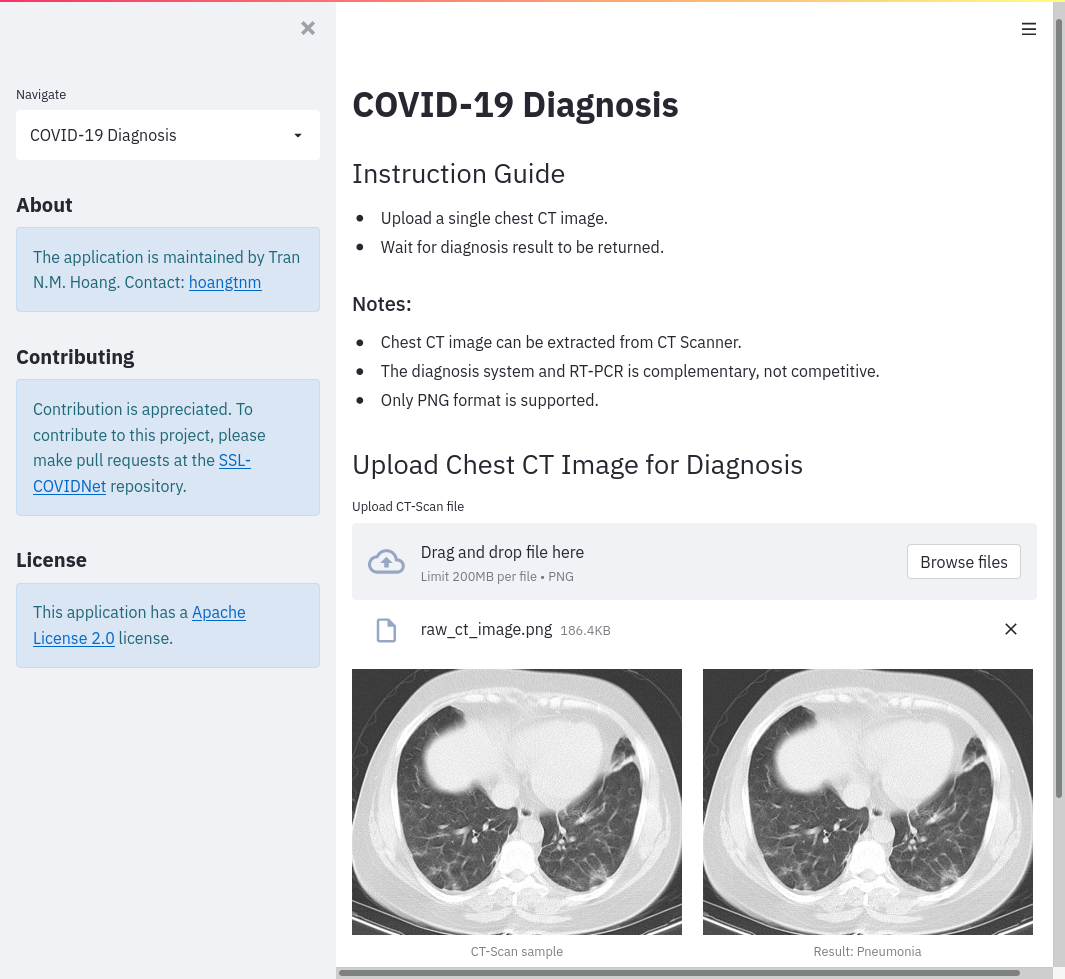 Navigate
COVID-19 Diagnosis
About
The application is maintained by Tran
N.M. Hoang. Contact: hoangtnm
Contributing
Contribution is appreciated. To
contribute to this project, please
make pull requests at the SSL-
COVIDNet repository.
License
This application has a Apache
License 2.0 license.
COVID-19 Diagnosis
Instruction Guide
Upload a single chest CT image.
Wait for diagnosis result to be returned.
Notes:
Chest CT image can be extracted from CT Scanner.
The diagnosis system and RT-PCR is complementary, not competitive.
Only PNG format is supported.
Upload Chest CT Image for Diagnosis
Upload CT-Scan file
Drag and drop file here
Limit 200MB per file • PNG
Browse files
raw_ct_image.png 186.4KB
CT-Scan sample
Result: Pneumonia